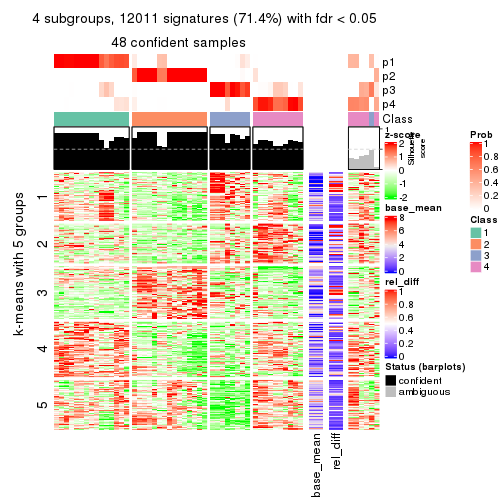 4 subgroups, 12011 signatures (71.4%) with fdr < 0.05
48 confident samples
p1
p2
p3
p4
Class
1
Silhouette
score
k-means with 5 groups
1
2
3
4
5
base_mean
rel_diff
z-score
2
1
0
-1
-2
base_mean
8
6
4
2
0
rel_diff
1
0.8
0.6
0.4
0.2
0
Status (barplots)
confident
ambiguous
Prob
1
0.8
0.6
0.4
0.2
0
Class
1
2
3
4